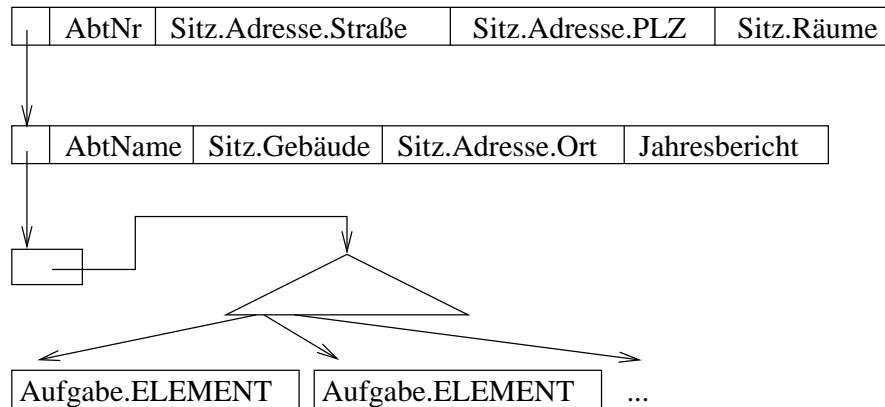 AbtNr Sitz.Adresse.Straße Sitz.Adresse.PLZ Sitz.Räume
AbtName Sitz.Gebäude Sitz.Adresse.Ort Jahresbericht
Aufgabe.ELEMENT Aufgabe.ELEMENT ...